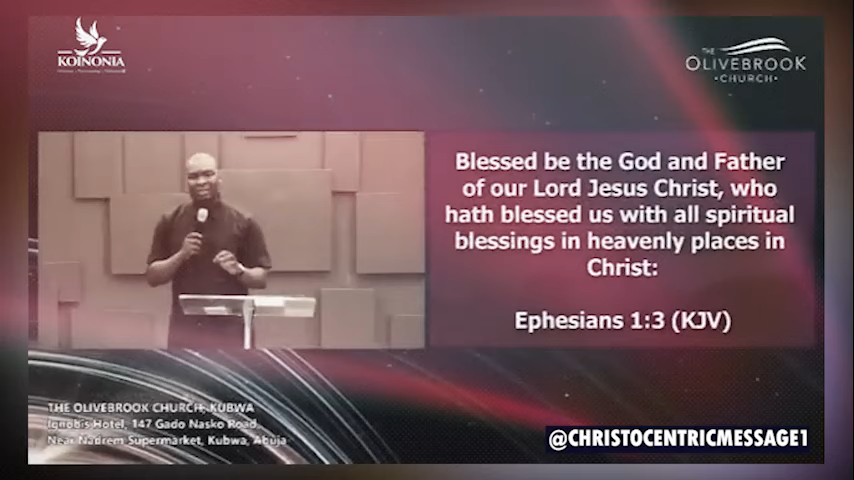 KOINONIA
THE
OLIVEBROOK
·CHURCH·
Blessed be the God and Father
of our Lord Jesus Christ, who
hath blessed us with all spiritual
blessings in heavenly places in
Christ:
Ephesians 1:3 (KJV)
THE OLIVEBROOK CHURCH, KUBWA
Ignobis Hotel, 147 Gado Nasko Road,
Near Nadrem Supermarket, Kubwa, Abuja
@CHRISTOCENTRICMESSAGE1